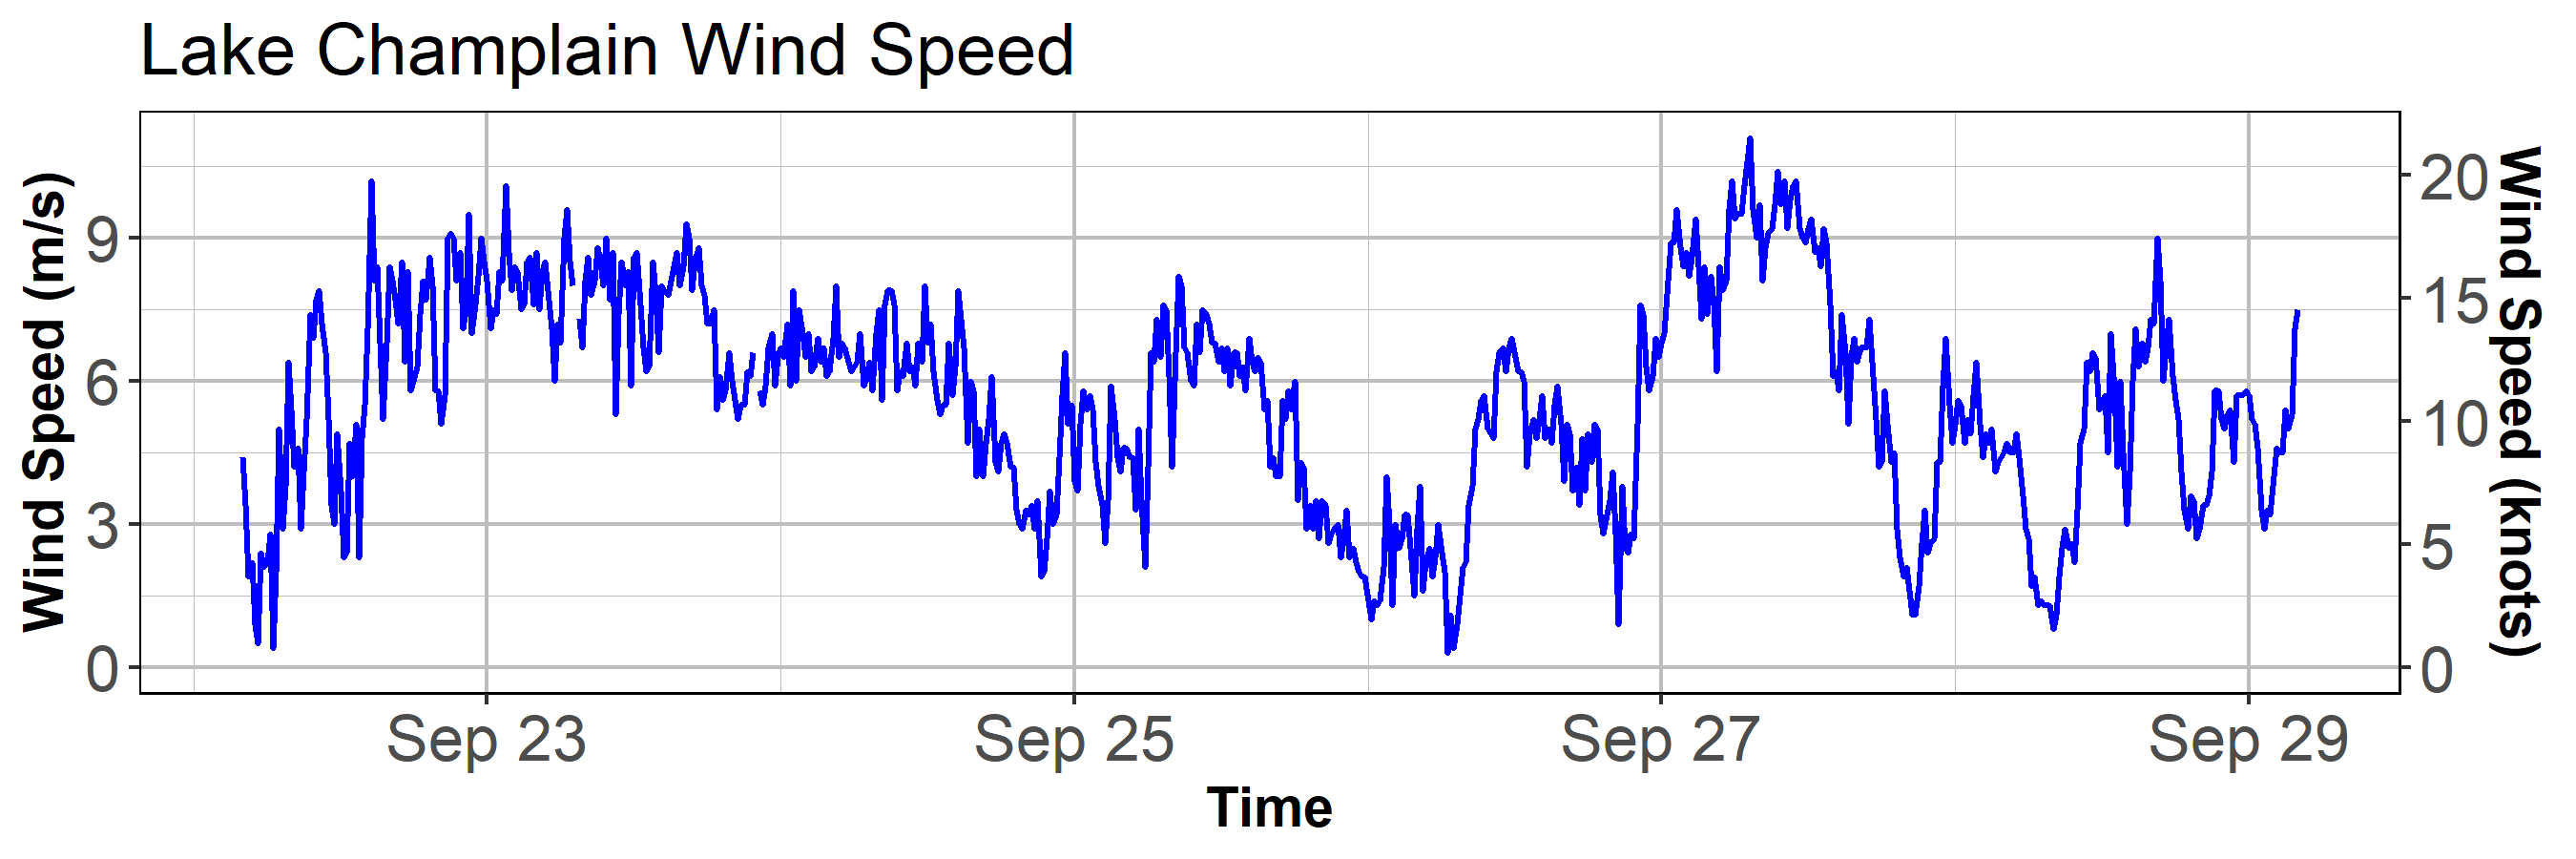 Lake Champlain Wind Speed
Wind Speed (m/s)
9
6
3
0
20
15
10
5
0
Wind Speed (knots)
Sep 23
Sep 25
Sep 27
Sep 29
Time